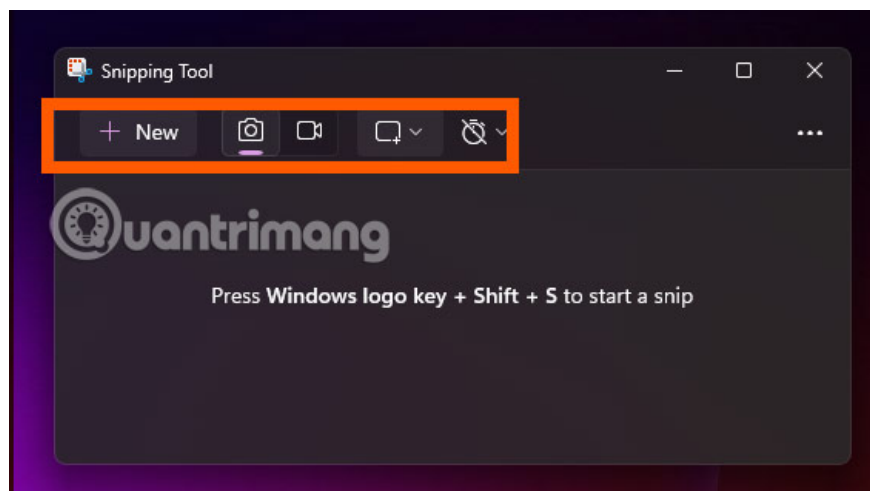 Snipping Tool
New
Quantrimang
Press Windows logo key + Shift + S to start a snip